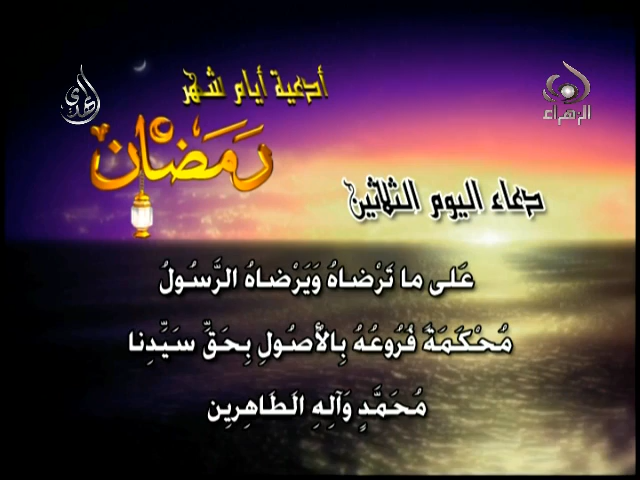 أدعية أيام شهر
رمضان
الهدى
الزهراء
دعاء اليوم الثلاثين
عَلى ما تَرْضاهُ وَيَرْضاهُ الرَّسُولُ
مُحْكَمَةً فُرُوعُهُ بِالأُصُولِ بِحَقِّ سَيِّدِنا
مُحَمَّدٍ وَآلِهِ الطَاهِرِين